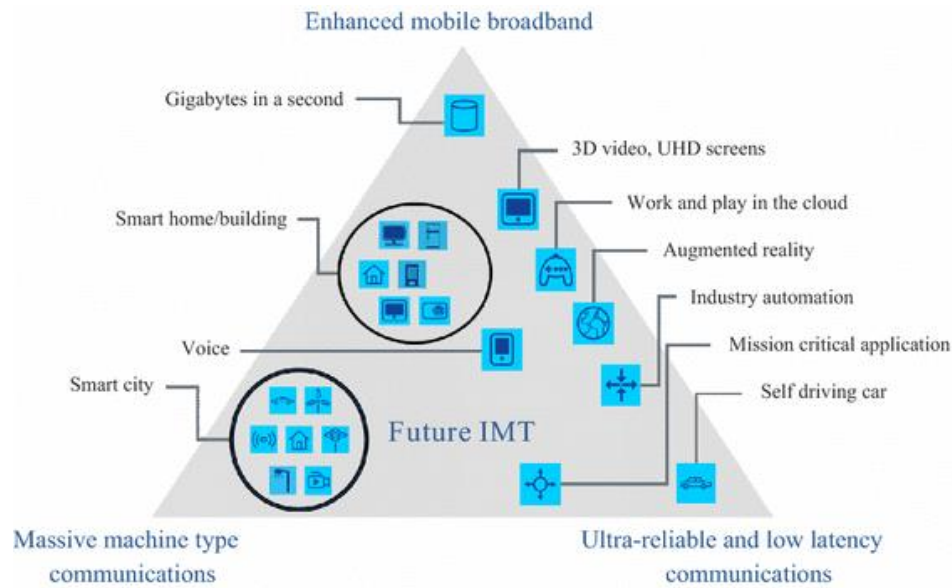 Enhanced mobile broadband
Gigabytes in a second
3D video, UHD screens
Smart home/building
Work and play in the cloud
Augmented reality
Industry automation
Voice
Mission critical application
Smart city
Self driving car
Future IMT
Massive machine type
communications
Ultra-reliable and low latency
communications